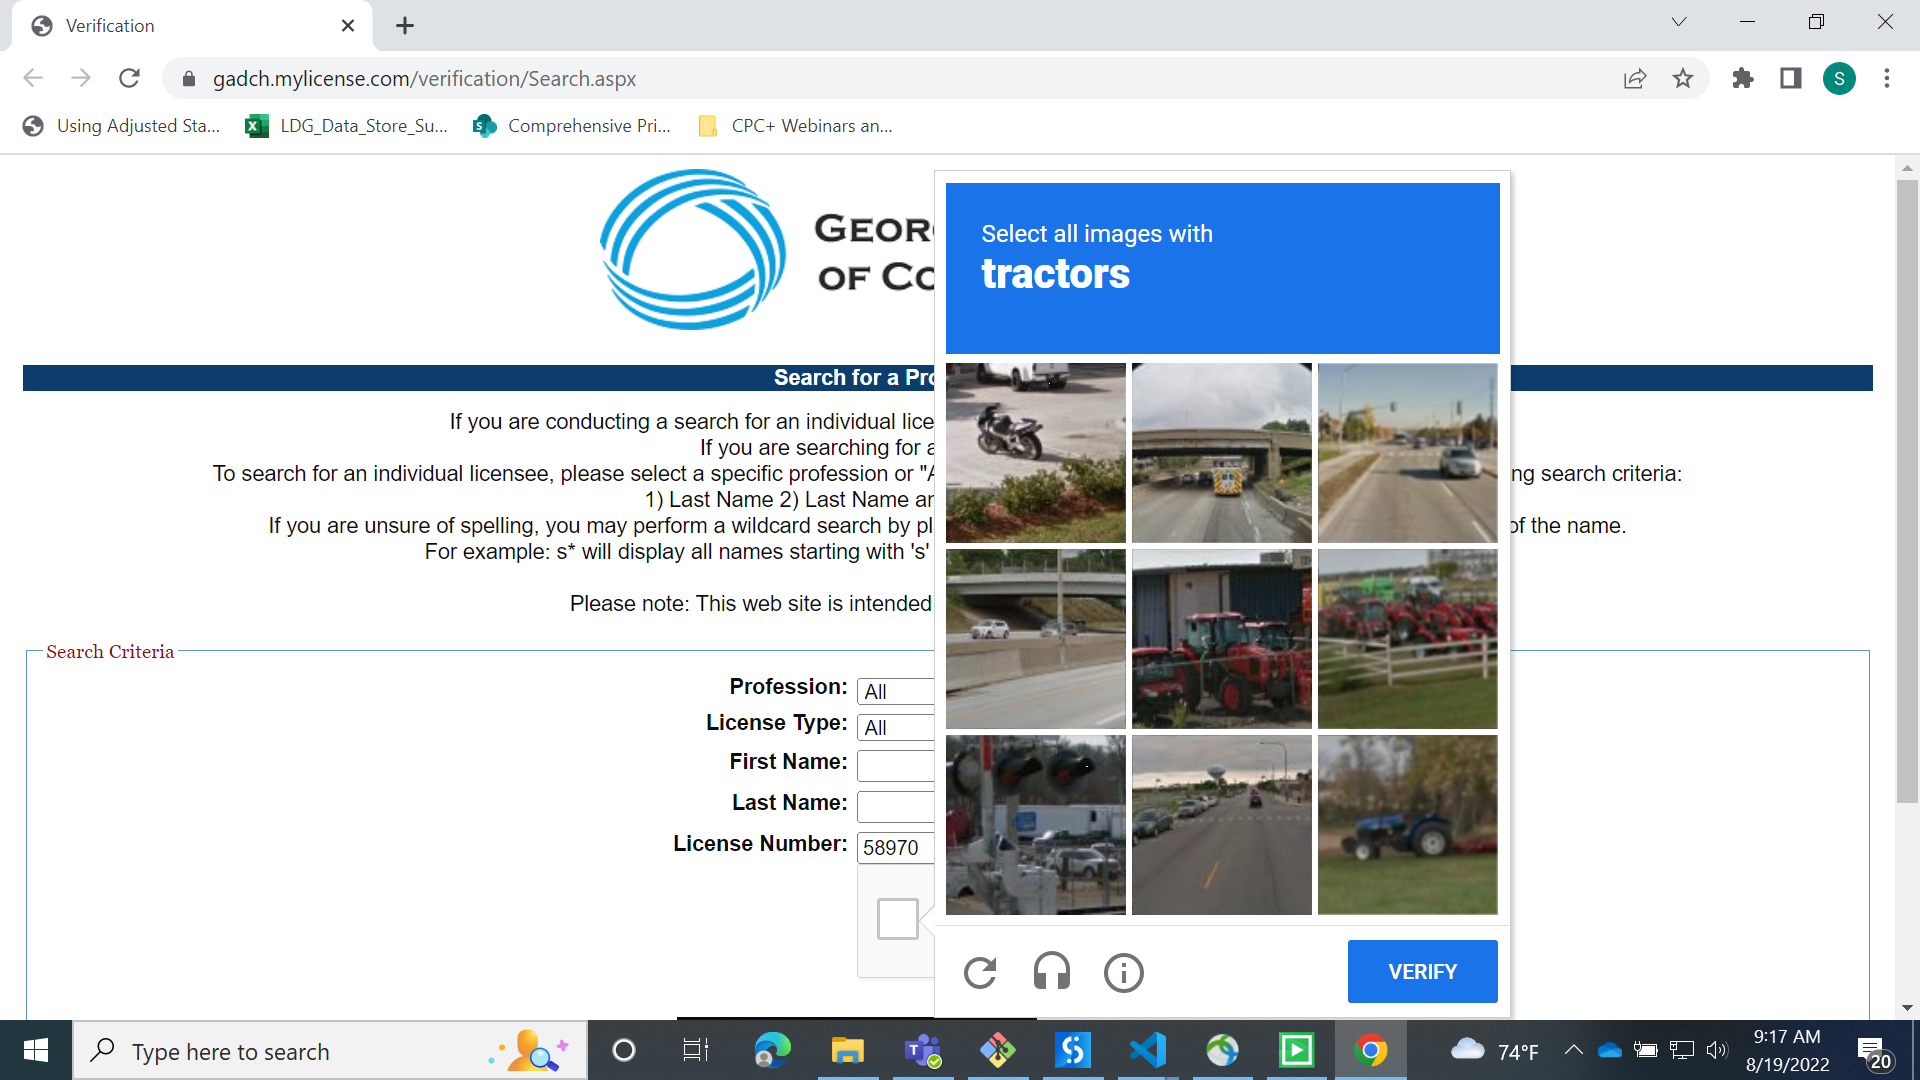 Verification
gadch.mylicense.com/verification/Search.aspx
S
Using Adjusted Sta...
LDG_Data_Store_Su...
Comprehensive Pri...
CPC+ Webinars an...
GEOR
OF CO
Select all images with
tractors
Search for a Pro
If you are conducting a search for an individual lice
If you are searching for a
To search for an individual licensee, please select a specific profession or "A
ng search criteria:
1) Last Name 2) Last Name an
If you are unsure of spelling, you may perform a wildcard search by pl
of the name.
For example: s* will display all names starting with 's'
Please note: This web site is intended
Search Criteria
Profession: All
License Type: All
First Name:
Last Name:
License Number: 58970
VERIFY
Type here to search
74°F
9:17 AM
8/19/2022
20